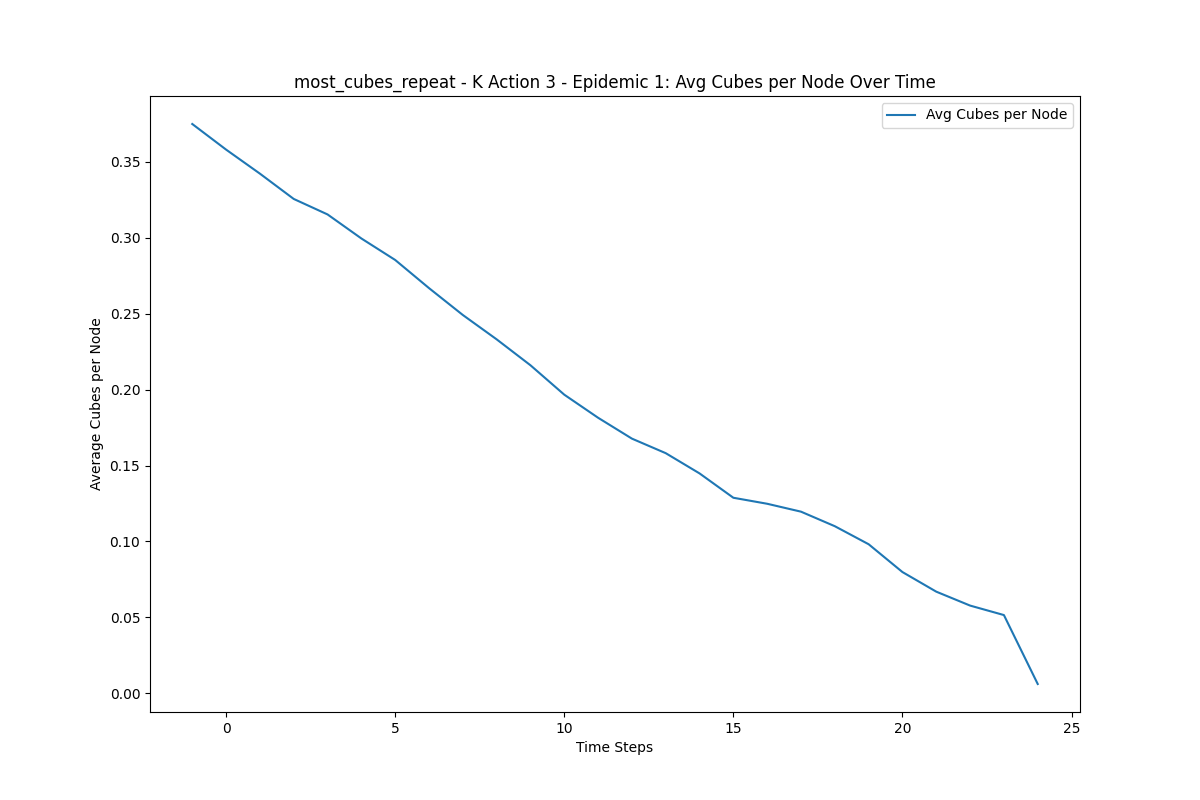 most_cubes_repeat - K Action 3 - Epidemic 1: Avg Cubes per Node Over Time
Avg Cubes per Node
0.35
0.30
0.25
0.20
0.15
0.10
0.05
0.00
Average Cubes per Node
0 5 10 15 20 25
Time Steps